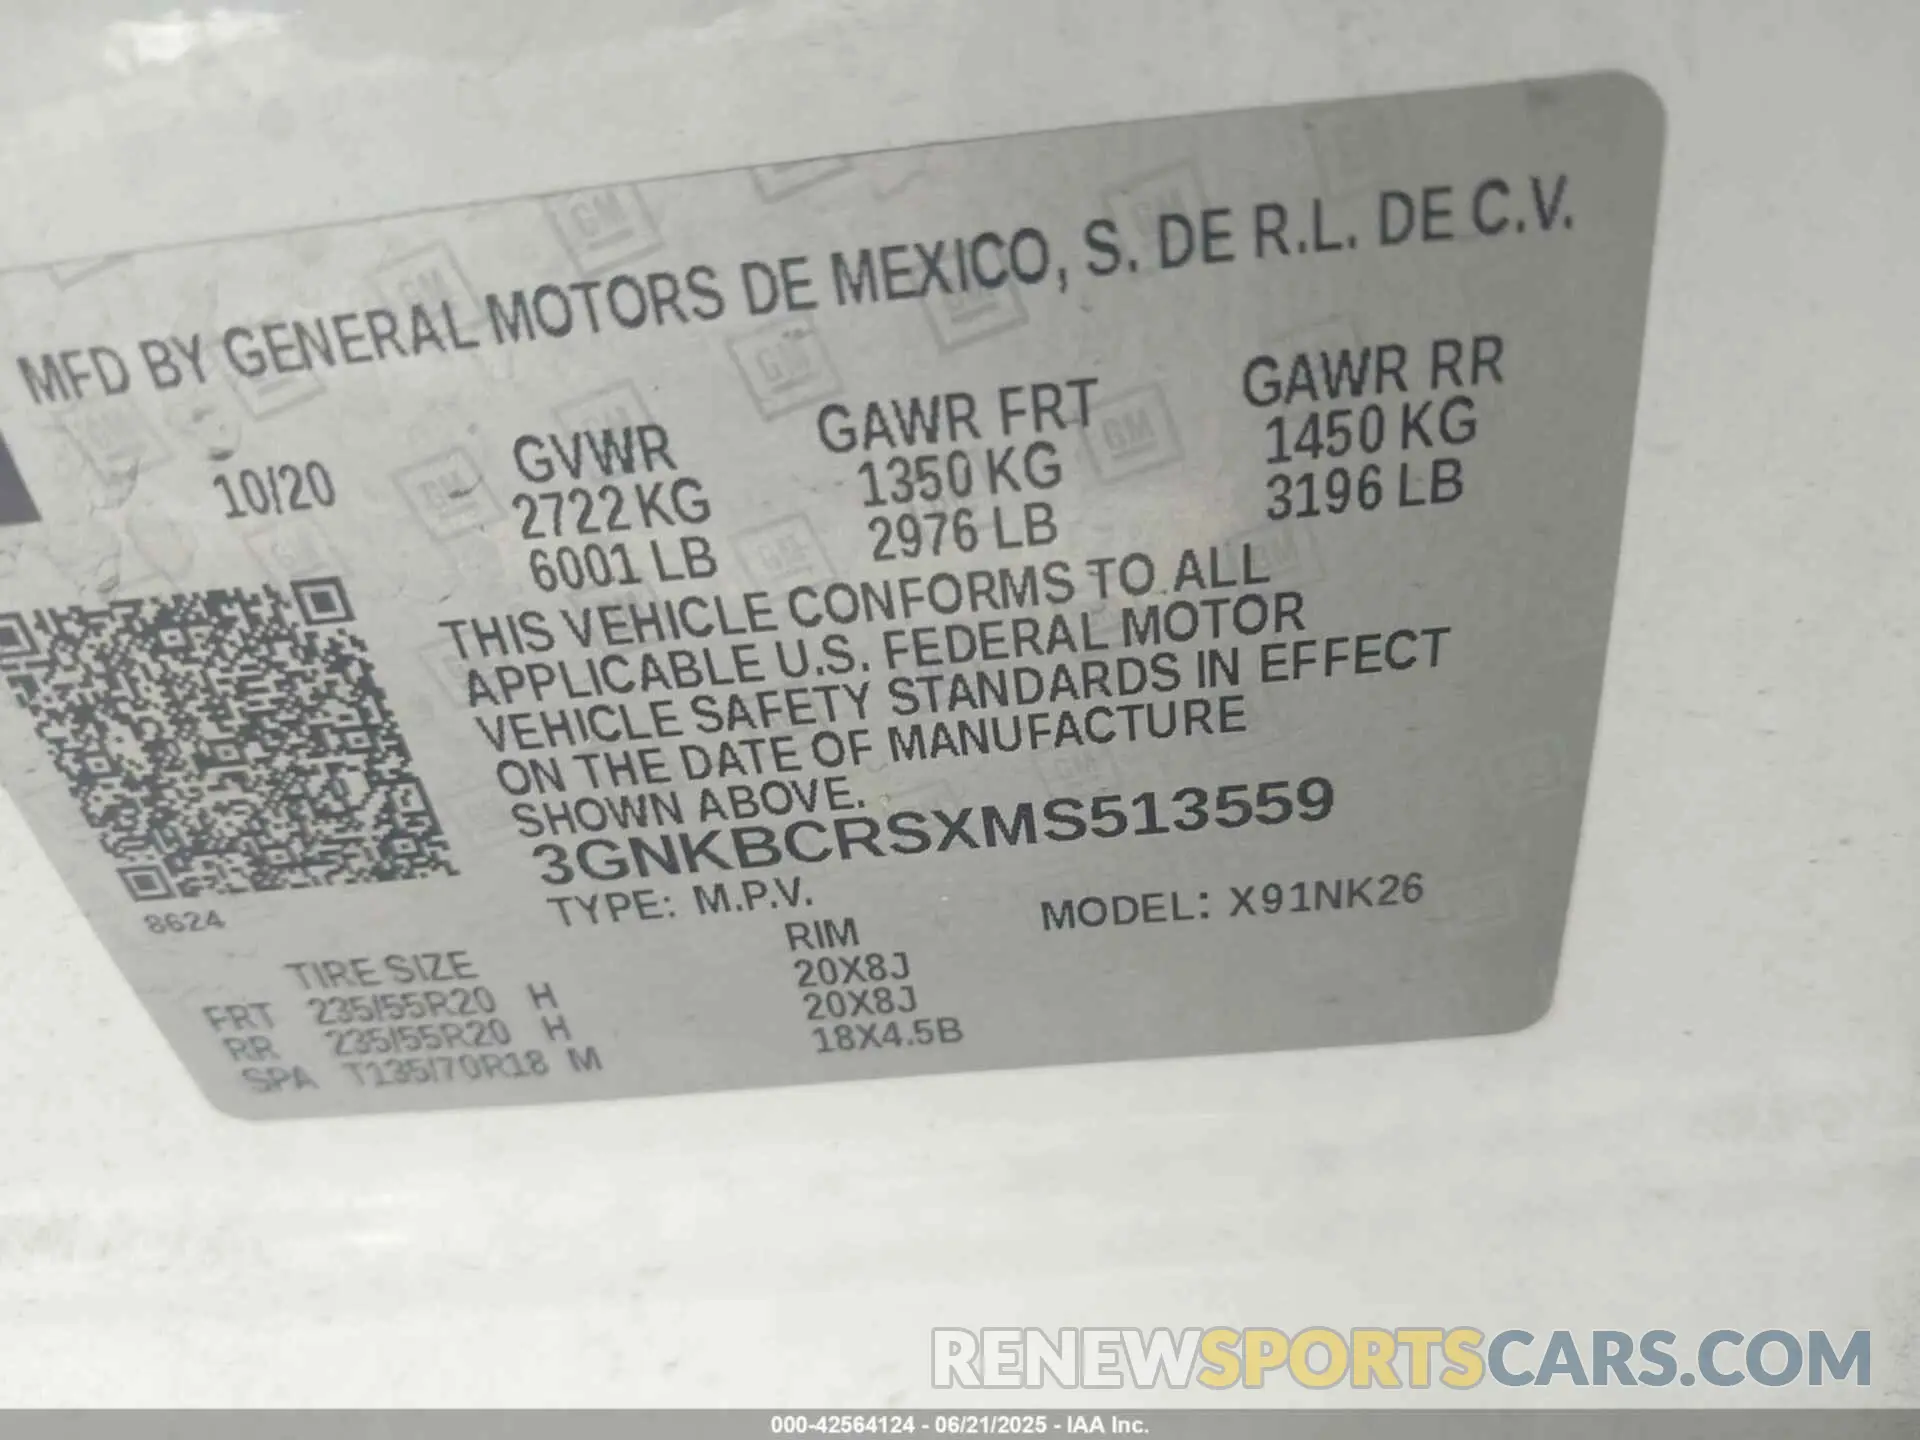 MFD BY GENERAL MOTORS DE MEXICO, S. DE R.L. DE C.V.
10/20
GVWR
2722 KG
6001 LB
GAWR FRT
1350 KG
2976 LB
GAWR RR
1450 KG
3196 LB
THIS VEHICLE CONFORMS TO ALL
APPLICABLE U.S. FEDERAL MOTOR
VEHICLE SAFETY STANDARDS IN EFFECT
ON THE DATE OF MANUFACTURE
SHOWN ABOVE.
3GNKBCRSXMS513559
TYPE: M.P.V.
MODEL: X91NK26
8624
TIRE SIZE RIM
FRT 235/55R20 H 20X8J
RR 235/55R20 H 20X8J
SPA T135/70R18 M 18X4.5B
RENEWSPORTSCARS.COM
000-42564124 - 06/21/2025 - IAA Inc.